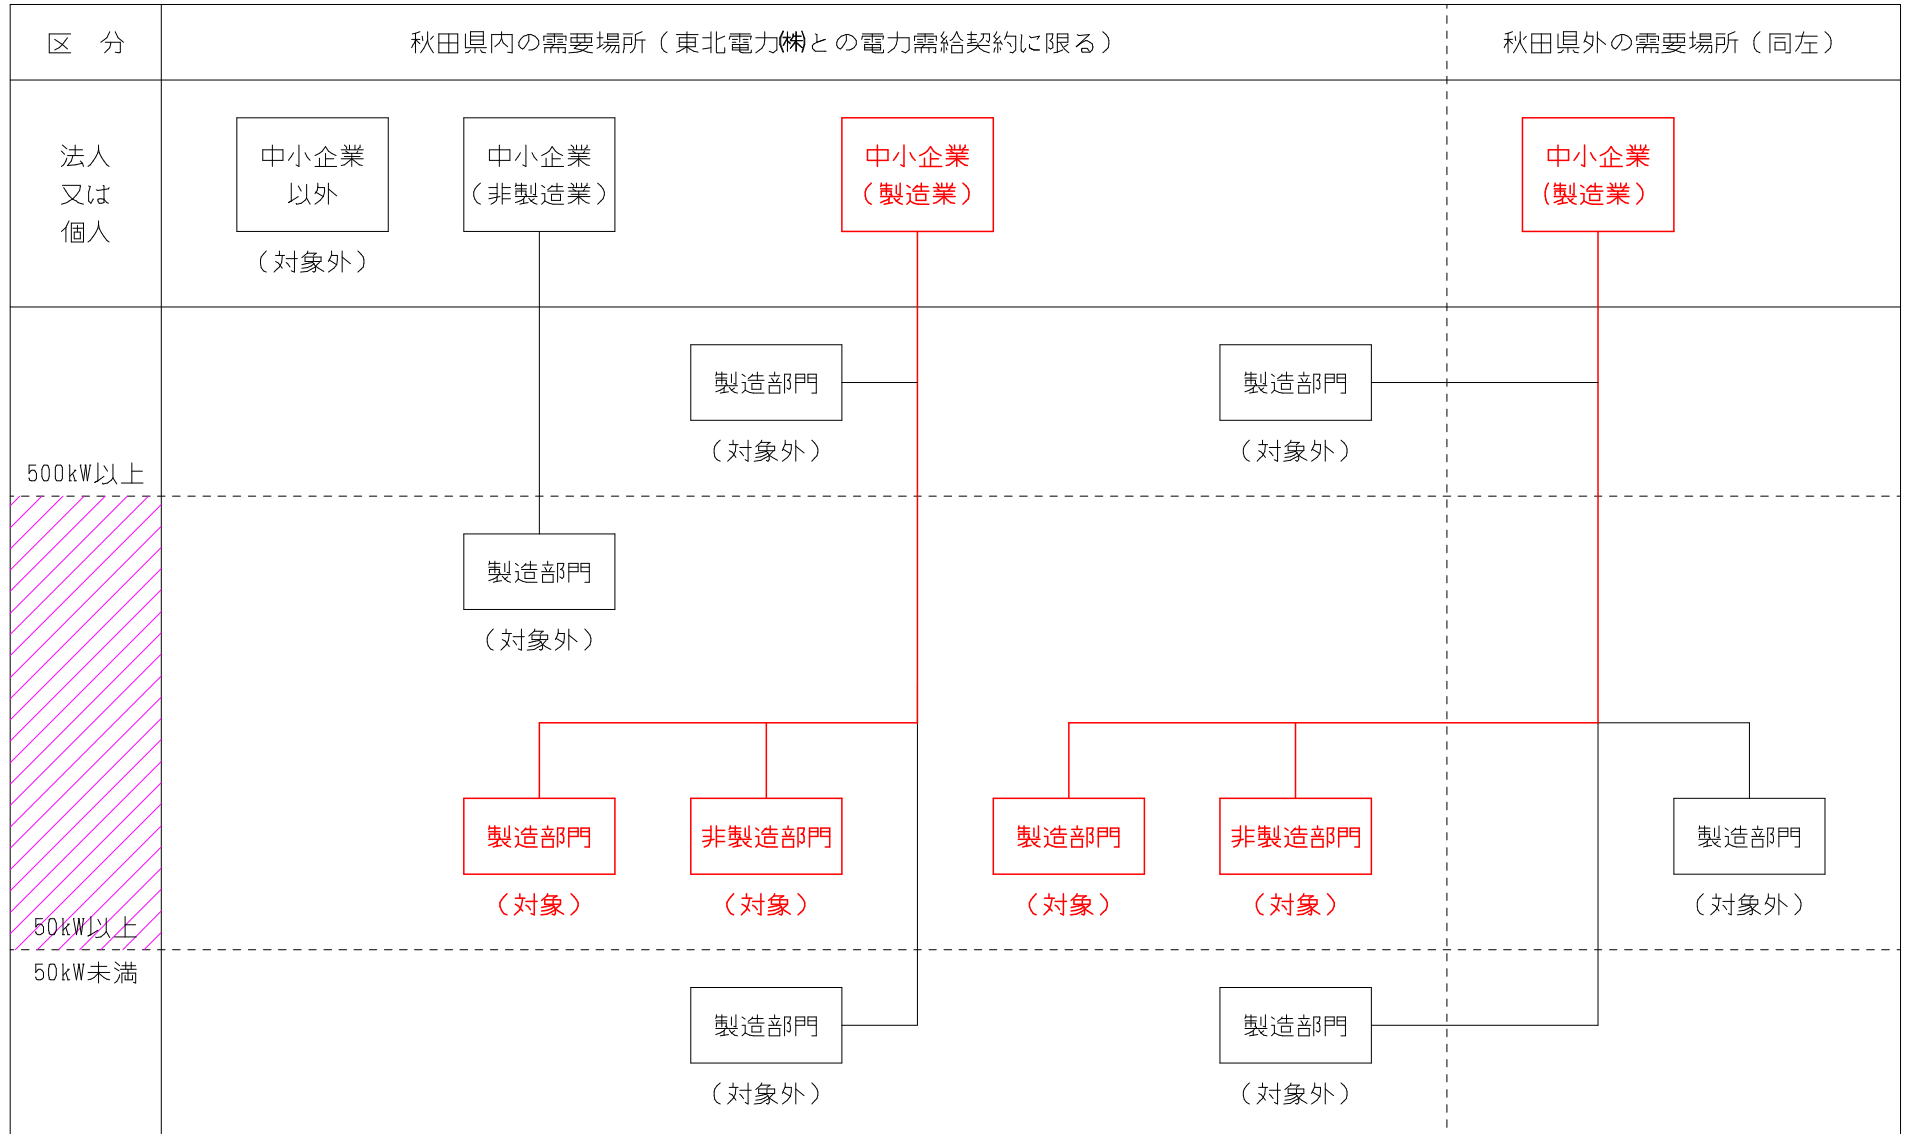 区　分
秋田県内の需要場所（東北電力㈱との電力需給契約に限る）
秋田県外の需要場所（同左）
法人
又は
個人
中小企業
以外
（対象外）
中小企業
（非製造業）
中小企業
（製造業）
中小企業
(製造業）
製造部門
（対象外）
製造部門
（対象外）
500kW以上
製造部門
（対象外）
製造部門
（対象）
非製造部門
（対象）
製造部門
（対象）
非製造部門
（対象）
製造部門
（対象外）
50kW以上
50kW未満
製造部門
（対象外）
製造部門
（対象外）